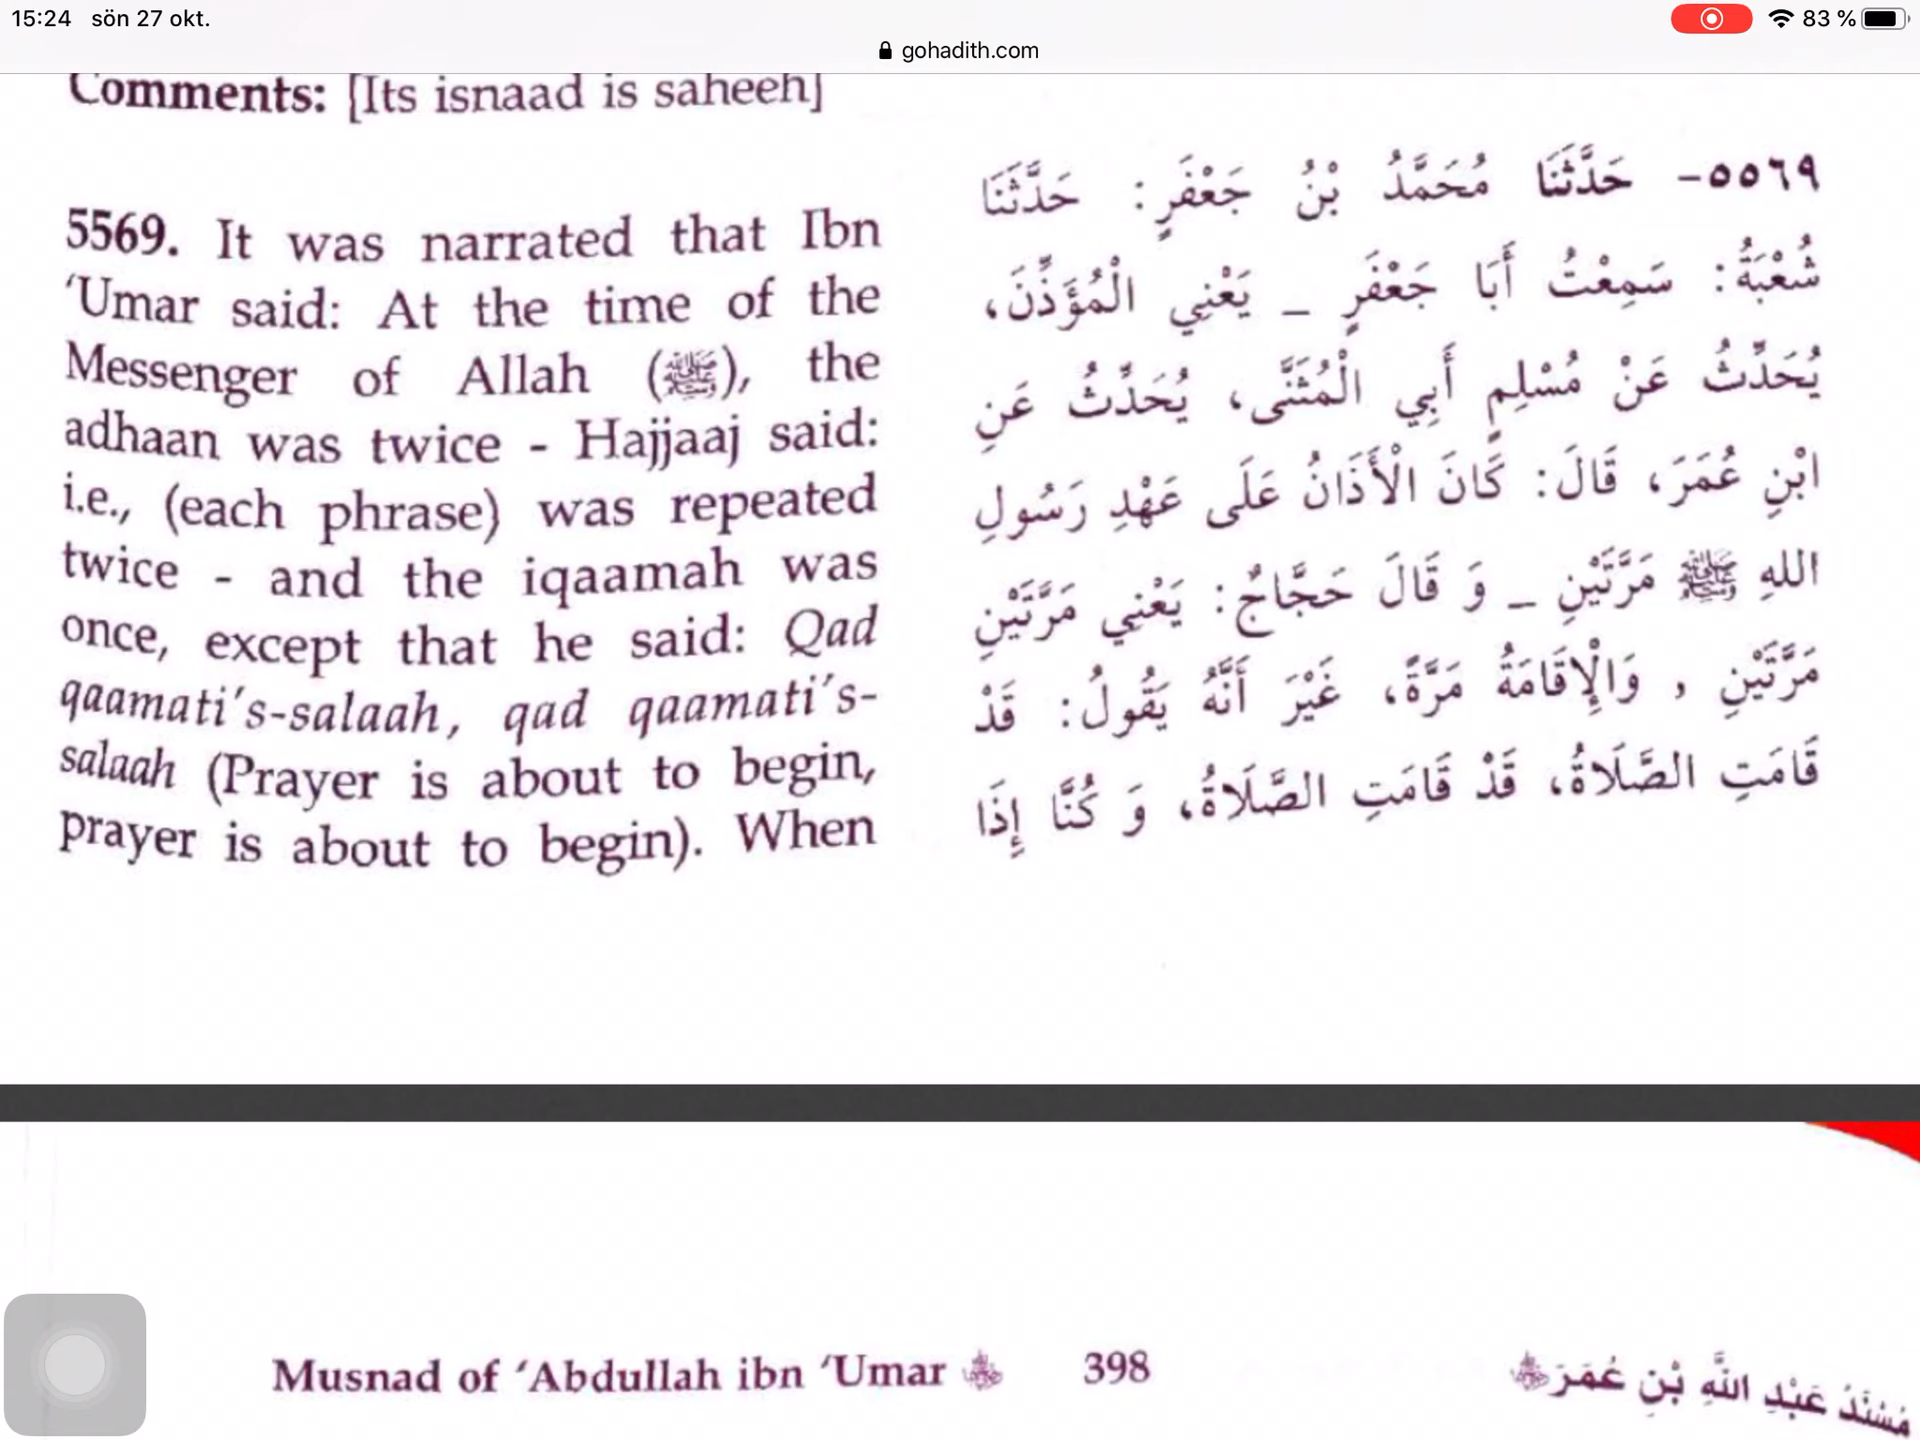 15:24 sön 27 okt.
83 %
gohadith.com
Comments: [Its isnaad is saheeh]
5569. It was narrated that Ibn
‘Umar said: At the time of the
Messenger of Allah (ﷺ), the
adhaan was twice - Hajjaaj said:
i.e., (each phrase) was repeated
twice - and the iqaamah was
once, except that he said: Qad
qaamati's-salaah, qad qaamati's-
salaah (Prayer is about to begin,
prayer is about to begin). When
٥٥٦٩- حَدَّثَنَا مُحَمَّدُ بْنُ جَعْفَرٍ: حَدَّثَنَا
شُعْبَةُ: سَمِعْتُ أَبَا جَعْفَرٍ _ يَعْنِي الْمُؤَذِّنَ،
يُحَدِّثُ عَنْ مُسْلِمٍ أَبِي الْمُثَنَّى، يُحَدِّثُ عَنِ
ابْنِ عُمَرَ، قَالَ: كَانَ الْأَذَانُ عَلَى عَهْدِ رَسُولِ
اللهِ ﷺ مَرَّتَيْنِ _ وَ قَالَ حَجَّاجٌ: يَعْنِي مَرَّتَيْنِ
مَرَّتَيْنِ , وَالْإِقَامَةُ مَرَّةً، غَيْرَ أَنَّهُ يَقُولُ: قَدْ
قَامَتِ الصَّلَاةُ، قَدْ قَامَتِ الصَّلَاةُ، وَ كُنَّا إِذَا
Musnad of ‘Abdullah ibn ‘Umar 398 مُسْنَدُ عَبْدِ اللَّهِ بْنِ عُمَرَ